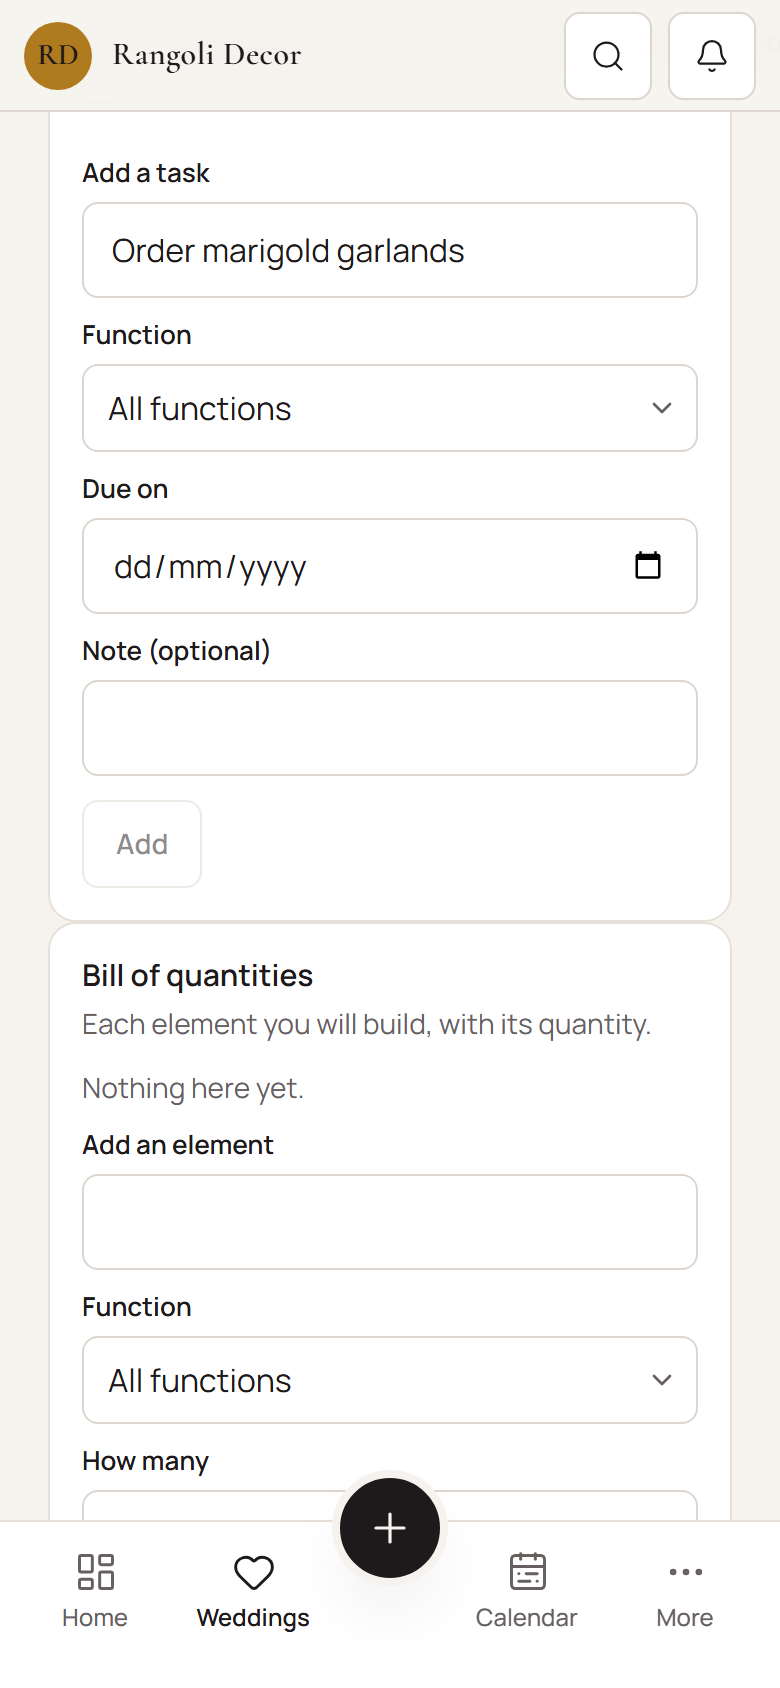 RD
Rangoli Decor
Add a task
Order marigold garlands
Function
All functions
Due on
dd/mm/yyyy
Note (optional)
Add
Bill of quantities
Each element you will build, with its quantity.
Nothing here yet.
Add an element
Function
All functions
How many
Home
Weddings
Calendar
More